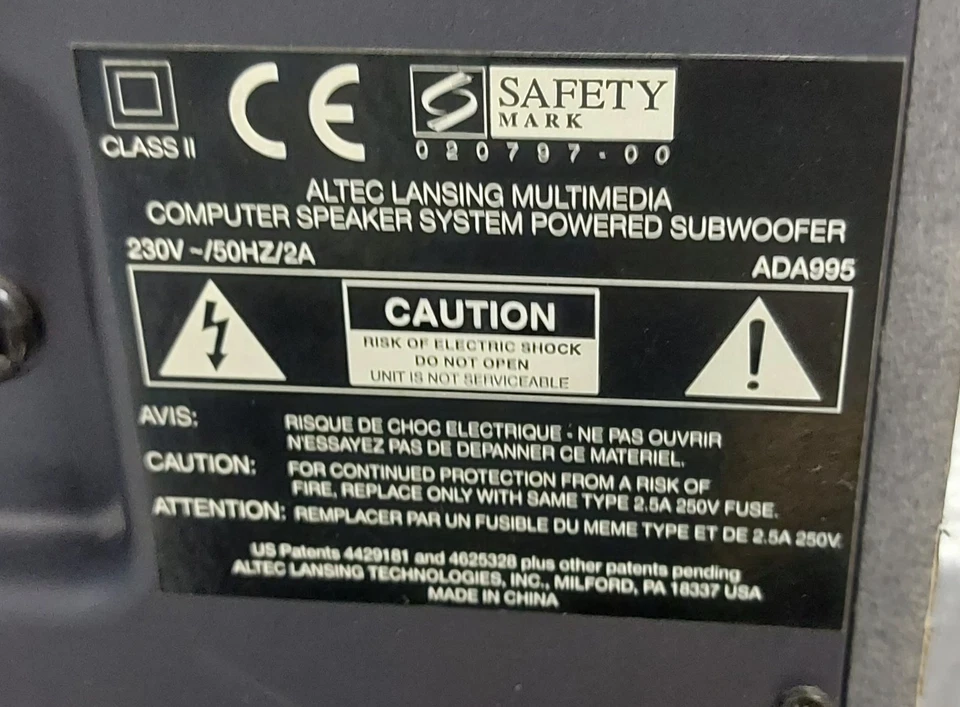 CLASS II
CE
SAFETY
MARK
020797-00
ALTEC LANSING MULTIMEDIA
COMPUTER SPEAKER SYSTEM POWERED SUBWOOFER
230V ~/50HZ/2A
ADA995
CAUTION
RISK OF ELECTRIC SHOCK
DO NOT OPEN
UNIT IS NOT SERVICEABLE
AVIS: RISQUE DE CHOC ELECTRIQUE - NE PAS OUVRIR
N'ESSAYEZ PAS DE DEPANNER CE MATERIEL.
CAUTION: FOR CONTINUED PROTECTION FROM A RISK OF
FIRE, REPLACE ONLY WITH SAME TYPE 2.5A 250V FUSE.
ATTENTION: REMPLACER PAR UN FUSIBLE DU MEME TYPE ET DE 2.5A 250V.
US Patents 4429181 and 4625328 plus other patents pending
ALTEC LANSING TECHNOLOGIES, INC., MILFORD, PA 18337 USA
MADE IN CHINA